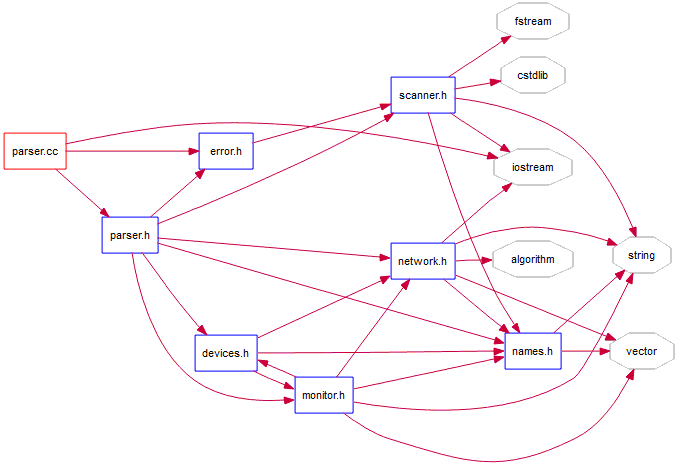 fstream
cstdlib
scanner.h
parser.cc
error.h
iostream
parser.h
network.h
algorithm
string
devices.h
names.h
vector
monitor.h